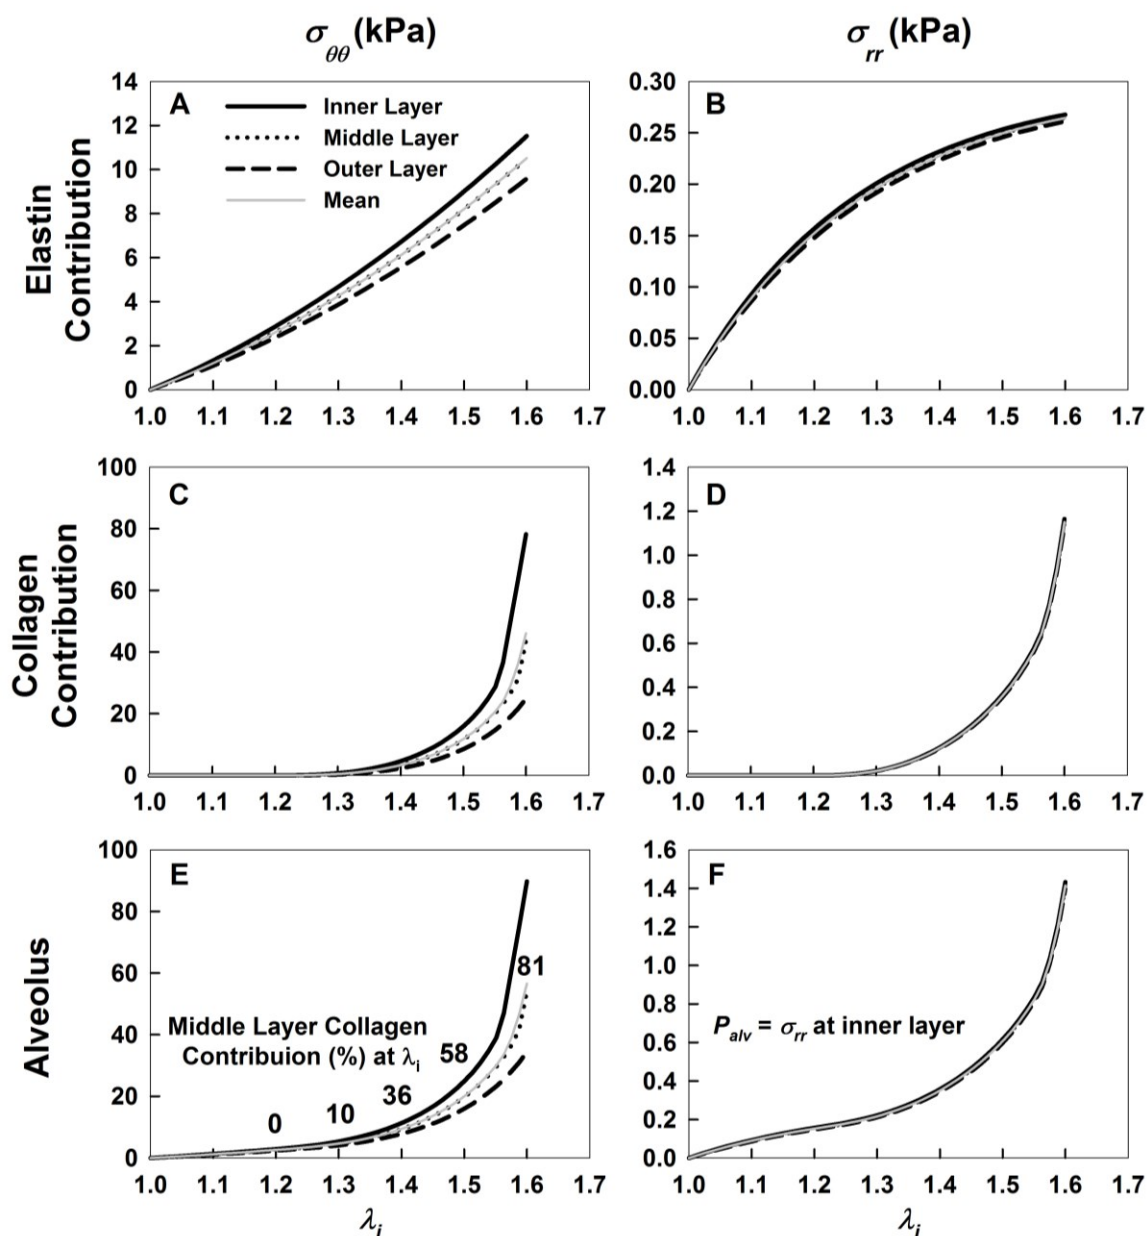 σθθ (kPa)
σrr (kPa)
Elastin
Contribution
A
Inner Layer
Middle Layer
Outer Layer
Mean
14
12
10
8
6
4
2
0
1.0 1.1 1.2 1.3 1.4 1.5 1.6 1.7
B
0.30
0.25
0.20
0.15
0.10
0.05
0.00
1.0 1.1 1.2 1.3 1.4 1.5 1.6 1.7
Collagen
Contribution
C
100
80
60
40
20
0
1.0 1.1 1.2 1.3 1.4 1.5 1.6 1.7
D
1.4
1.2
1.0
0.8
0.6
0.4
0.2
0.0
1.0 1.1 1.2 1.3 1.4 1.5 1.6 1.7
Alveolus
E
100
80
60
40
20
0
Middle Layer Collagen
Contribuion (%) at λi
0 10 36 58 81
1.0 1.1 1.2 1.3 1.4 1.5 1.6 1.7
λi
F
1.6
1.4
1.2
1.0
0.8
0.6
0.4
0.2
0.0
Palv = σrr at inner layer
1.0 1.1 1.2 1.3 1.4 1.5 1.6 1.7
λi